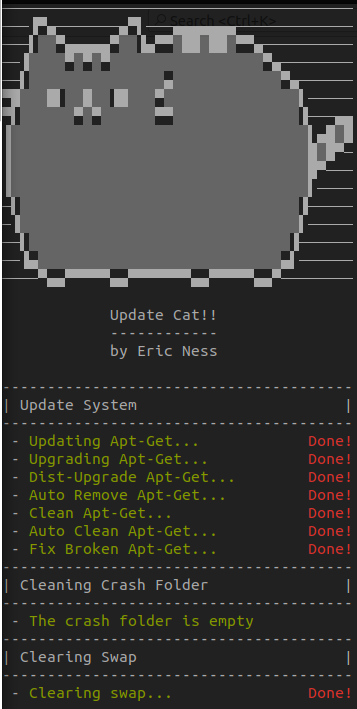 Search <Ctrl+K>
Update Cat!!
------------
by Eric Ness
---------------------------------------
| Update System |
---------------------------------------
- Updating Apt-Get... Done!
- Upgrading Apt-Get... Done!
- Dist-Upgrade Apt-Get... Done!
- Auto Remove Apt-Get... Done!
- Clean Apt-Get... Done!
- Auto Clean Apt-Get... Done!
- Fix Broken Apt-Get... Done!
---------------------------------------
| Cleaning Crash Folder |
---------------------------------------
- The crash folder is empty
---------------------------------------
| Clearing Swap |
---------------------------------------
- Clearing swap... Done!